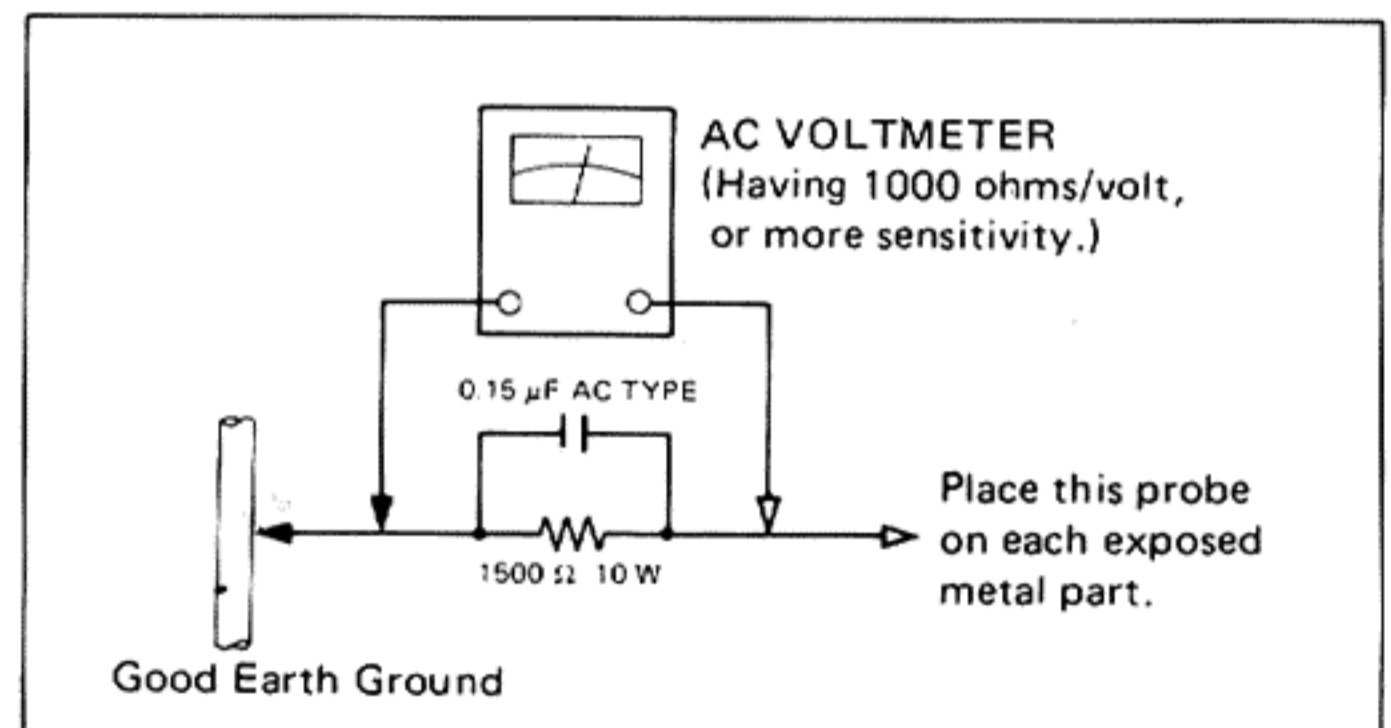 AC VOLTMETER
(Having 1000 ohms/volt,
or more sensitivity.)
0.15 µF AC TYPE
1500 Ω 10 W
Place this probe
on each exposed
metal part.
Good Earth Ground